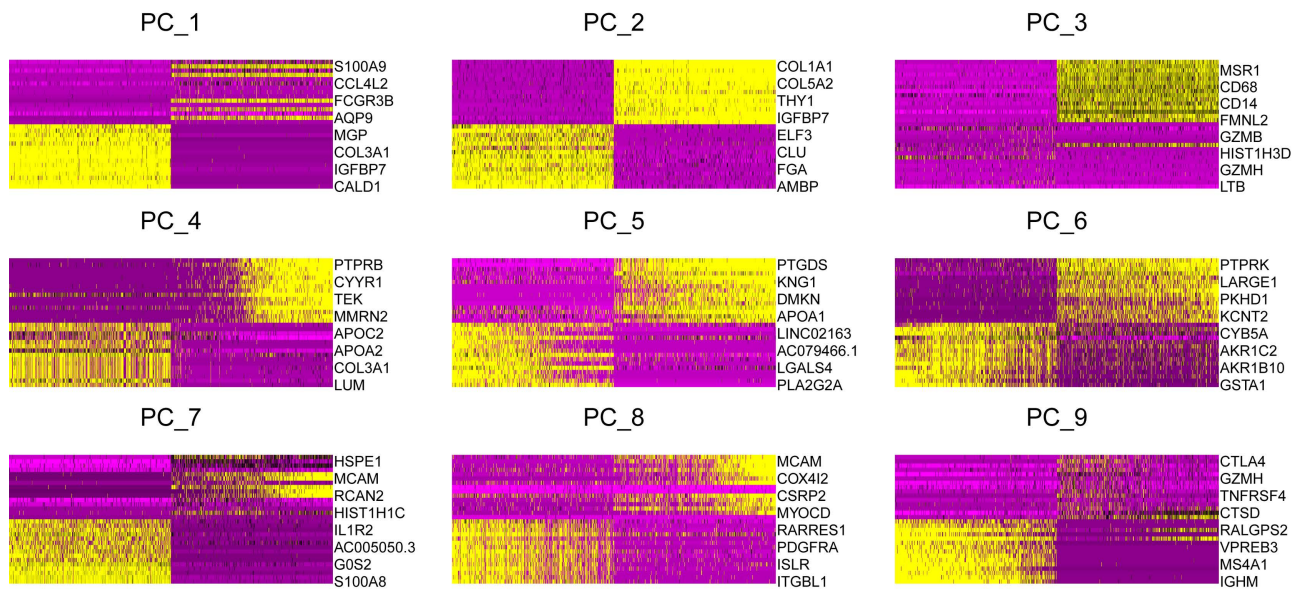 PC_1
PC_2
PC_3
S100A9
CCL4L2
FCGR3B
AQP9
MGP
COL3A1
IGFBP7
CALD1
COL1A1
COL5A2
THY1
IGFBP7
ELF3
CLU
FGA
AMBP
MSR1
CD68
CD14
FMNL2
GZMB
HIST1H3D
GZMH
LTB
PC_4
PC_5
PC_6
PTPRB
CYYR1
TEK
MMRN2
APOC2
APOA2
COL3A1
LUM
PTGDS
KNG1
DMKN
APOA1
LINC02163
AC079466.1
LGALS4
PLA2G2A
PTPRK
LARGE1
PKHD1
KCNT2
CYB5A
AKR1C2
AKR1B10
GSTA1
PC_7
PC_8
PC_9
HSPE1
MCAM
RCAN2
HIST1H1C
IL1R2
AC005050.3
G0S2
S100A8
MCAM
COX4I2
CSRP2
MYOCD
RARRES1
PDGFRA
ISLR
ITGBL1
CTLA4
GZMH
TNFRSF4
CTSD
RALGPS2
VPREB3
MS4A1
IGHM